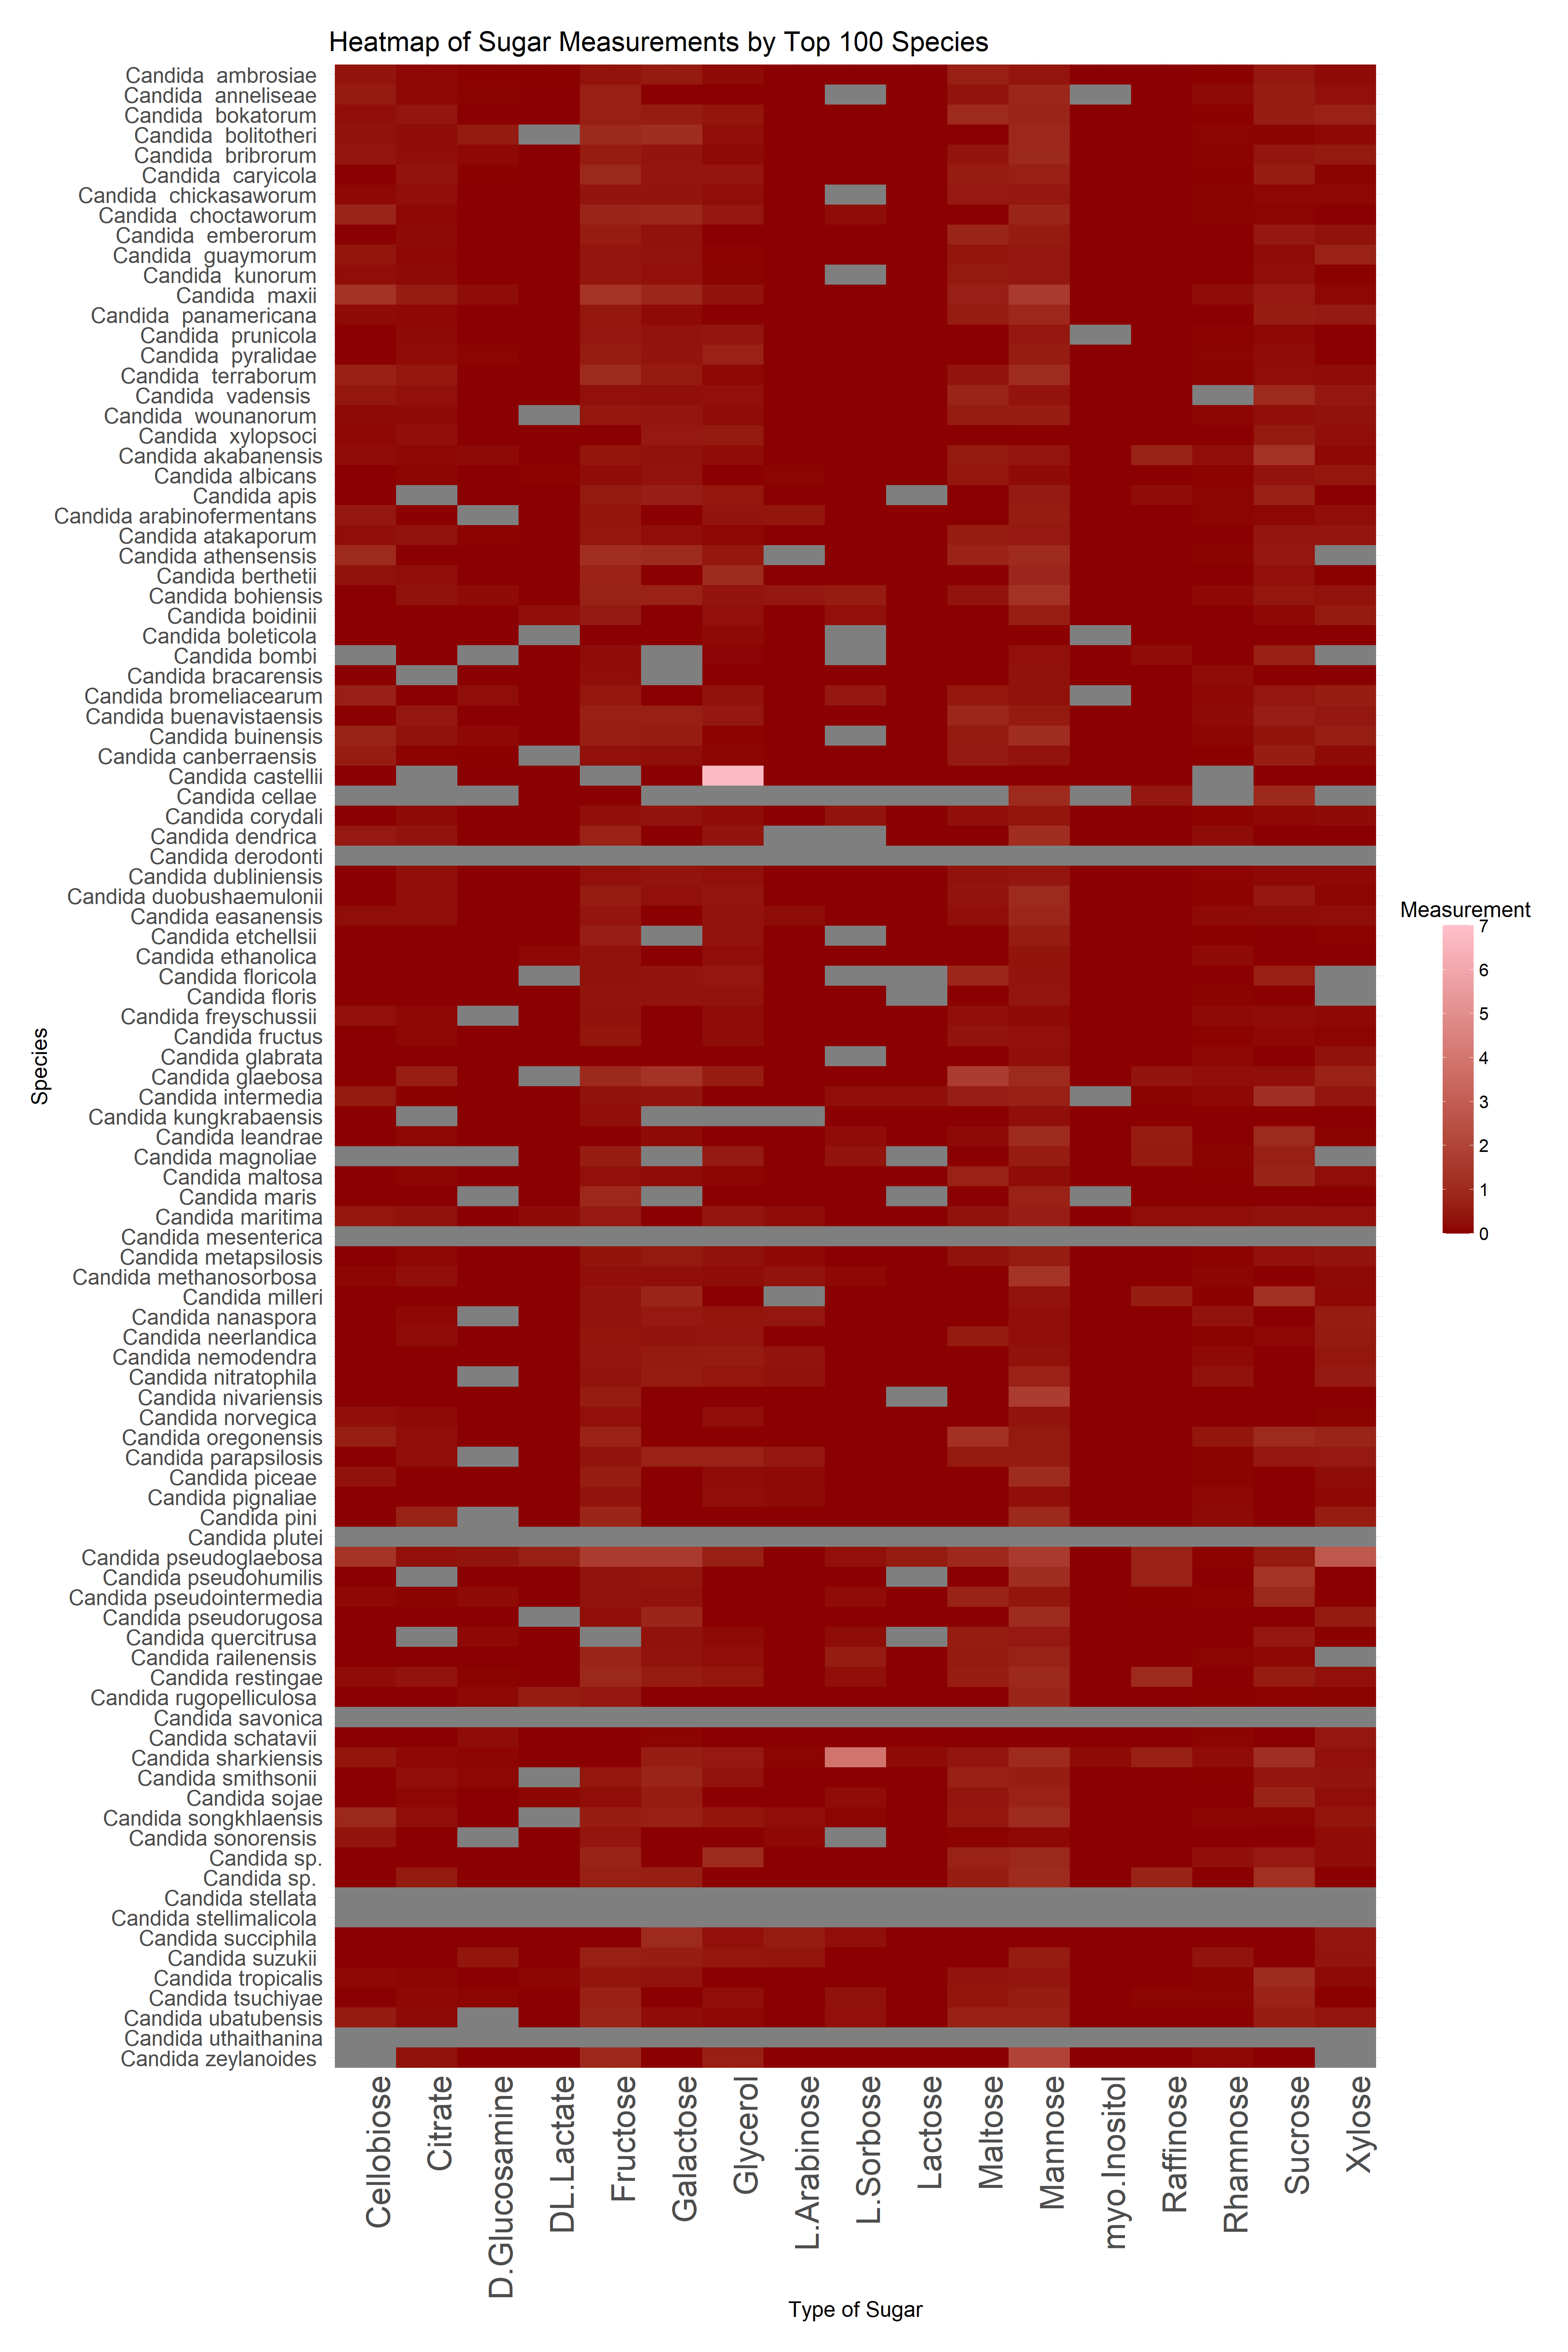 Heatmap of Sugar Measurements by Top 100 Species
Candida  ambrosiae
Candida  anneliseae
Candida  bokatorum
Candida  bolitotheri
Candida  bribrorum
Candida  caryicola
Candida  chickasaworum
Candida  choctaworum
Candida  emberorum
Candida  guaymorum
Candida  kunorum
Candida  maxii
Candida  panamericana
Candida  prunicola
Candida  pyralidae
Candida  terraborum
Candida  vadensis
Candida  wounanorum
Candida  xylopsoci
Candida akabanensis
Candida albicans
Candida apis
Candida arabinofermentans
Candida atakaporum
Candida athensensis
Candida berthetii
Candida bohiensis
Candida boidinii
Candida boleticola
Candida bombi
Candida bracarensis
Candida bromeliacearum
Candida buenavistaensis
Candida buinensis
Candida canberraensis
Candida castellii
Candida cellae
Candida corydali
Candida dendrica
Candida derodonti
Candida dubliniensis
Candida duobushaemulonii
Candida easanensis
Candida etchellsii
Candida ethanolica
Candida floricola
Candida floris
Candida freyschussii
Candida fructus
Candida glabrata
Candida glaebosa
Candida intermedia
Candida kungkrabaensis
Candida leandrae
Candida magnoliae
Candida maltosa
Candida maris
Candida maritima
Candida mesenterica
Candida metapsilosis
Candida methanosorbosa
Candida milleri
Candida nanaspora
Candida neerlandica
Candida nemodendra
Candida nitratophila
Candida nivariensis
Candida norvegica
Candida oregonensis
Candida parapsilosis
Candida piceae
Candida pignaliae
Candida pini
Candida plutei
Candida pseudoglaebosa
Candida pseudohumilis
Candida pseudointermedia
Candida pseudorugosa
Candida quercitrusa
Candida railenensis
Candida restingae
Candida rugopelliculosa
Candida savonica
Candida schatavii
Candida sharkiensis
Candida smithsonii
Candida sojae
Candida songkhlaensis
Candida sonorensis
Candida sp.
Candida sp.
Candida stellata
Candida stellimalicola
Candida succiphila
Candida suzukii
Candida tropicalis
Candida tsuchiyae
Candida ubatubensis
Candida uthaithanina
Candida zeylanoides
Species
Cellobiose
Citrate
D.Glucosamine
DL.Lactate
Fructose
Galactose
Glycerol
L.Arabinose
L.Sorbose
Lactose
Maltose
Mannose
myo.Inositol
Raffinose
Rhamnose
Sucrose
Xylose
Type of Sugar
Measurement
7
6
5
4
3
2
1
0